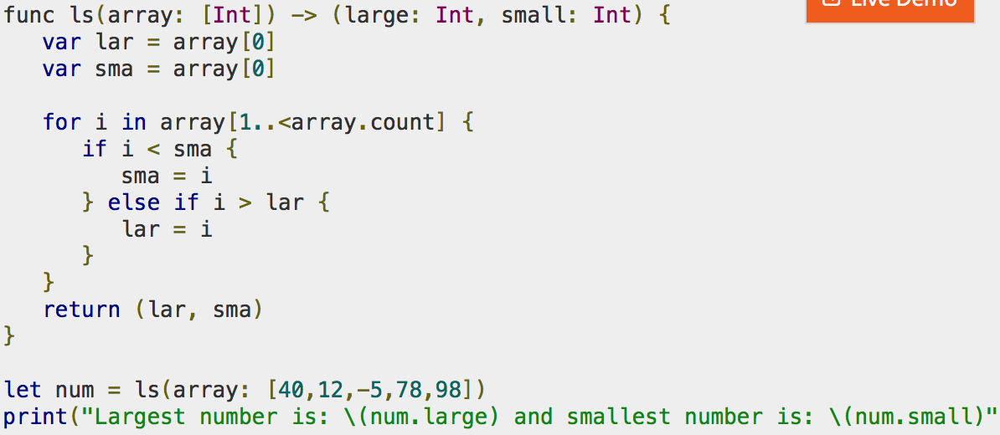 Live Demo
func ls(array: [Int]) -> (large: Int, small: Int) {
   var lar = array[0]
   var sma = array[0]

   for i in array[1..<array.count] {
      if i < sma {
         sma = i
      } else if i > lar {
         lar = i
      }
   }
   return (lar, sma)
}

let num = ls(array: [40,12,-5,78,98])
print("Largest number is: \(num.large) and smallest number is: \(num.small)"